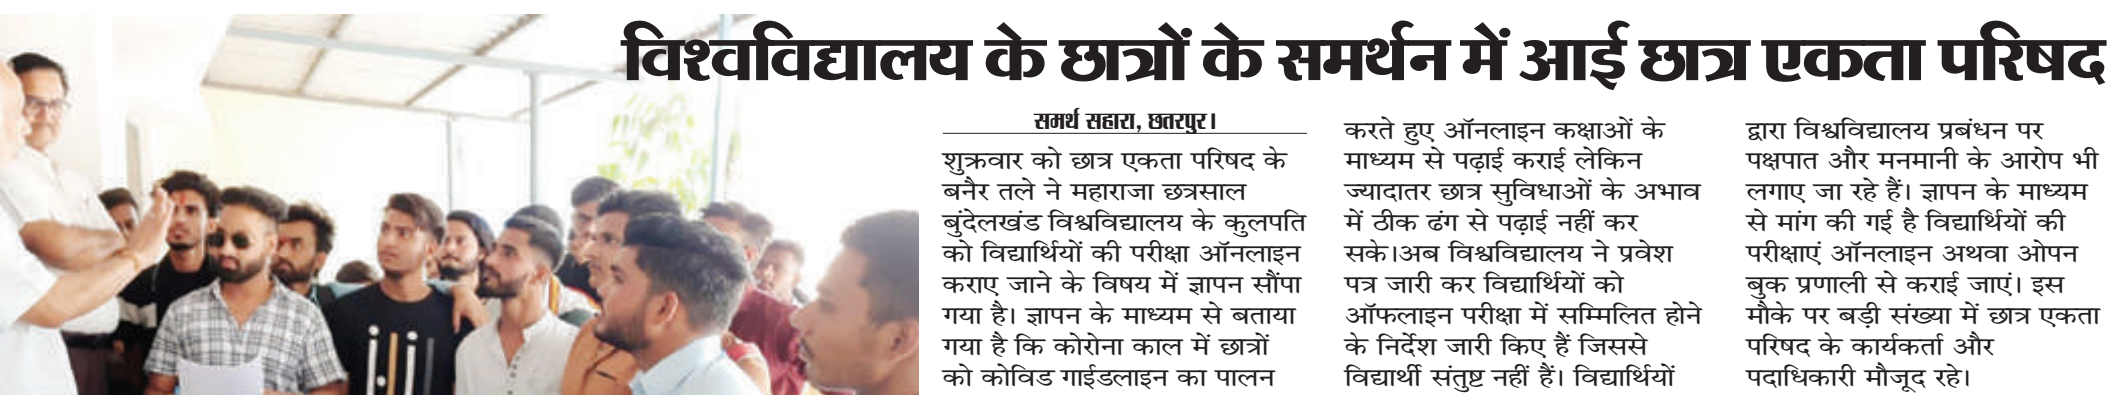 विश्वविद्यालय के छात्रों के समर्थन में आई छात्र एकता परिषद
समर्थ सहारा, छतरपुर।
शुक्रवार को छात्र एकता परिषद के
बनैर तले ने महाराजा छत्रसाल
बुंदेलखंड विश्वविद्यालय के कुलपति
को विद्यार्थियों की परीक्षा ऑनलाइन
कराए जाने के विषय में ज्ञापन सौंपा
गया है। ज्ञापन के माध्यम से बताया
गया है कि कोरोना काल में छात्रों
को कोविड गाईडलाइन का पालन
करते हुए ऑनलाइन कक्षाओं के
माध्यम से पढ़ाई कराई लेकिन
ज्यादातर छात्र सुविधाओं के अभाव
में ठीक ढंग से पढ़ाई नहीं कर
सके।अब विश्वविद्यालय ने प्रवेश
पत्र जारी कर विद्यार्थियों को
ऑफलाइन परीक्षा में सम्मिलित होने
के निर्देश जारी किए हैं जिससे
विद्यार्थी संतुष्ट नहीं हैं। विद्यार्थियों
द्वारा विश्वविद्यालय प्रबंधन पर
पक्षपात और मनमानी के आरोप भी
लगाए जा रहे हैं। ज्ञापन के माध्यम
से मांग की गई है विद्यार्थियों की
परीक्षाएं ऑनलाइन अथवा ओपन
बुक प्रणाली से कराई जाएं। इस
मौके पर बड़ी संख्या में छात्र एकता
परिषद के कार्यकर्ता और
पदाधिकारी मौजूद रहे।